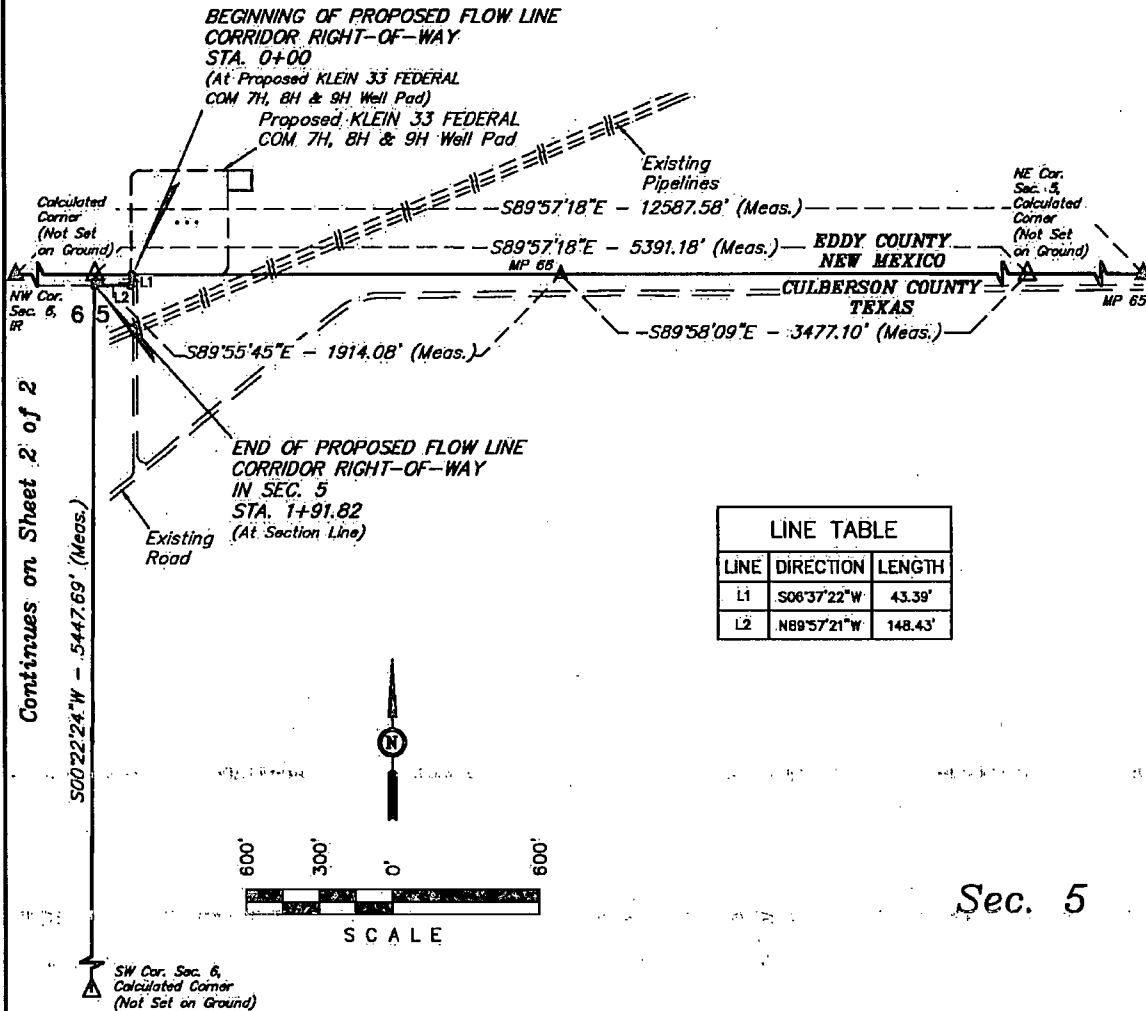 BEGINNING OF PROPOSED FLOW LINE
CORRIDOR RIGHT-OF-WAY
STA. 0+00
(At Proposed KLEIN 33 FEDERAL
COM 7H, 8H & 9H Well Pad)
Proposed KLEIN 33 FEDERAL
COM 7H, 8H & 9H Well Pad
Existing
Pipelines
Calculated
Corner
(Not Set
on Ground)
NE Cor.
Sec. 5,
Calculated
Corner
(Not Set
on Ground)
S89°57'18"E - 12587.58' (Meas.)
S89°57'18"E - 5391.18' (Meas.)
EDDY COUNTY
NEW MEXICO
MP 66
L1
L2
CULBERSON COUNTY
TEXAS
MP 65
NW Cor.
Sec. 6,
IR
6 5
S89°55'45"E - 1914.08' (Meas.)
S89°58'09"E - 3477.10' (Meas.)
Continues on Sheet 2 of 2
END OF PROPOSED FLOW LINE
CORRIDOR RIGHT-OF-WAY
IN SEC. 5
STA. 1+91.82
(At Section Line)
Existing
Road
S00°22'24"W - 5447.69' (Meas.)
LINE TABLE
LINE DIRECTION LENGTH
L1 S06°37'22"W 43.39'
L2 N89°57'21"W 148.43'
N
600' 300' 0' 600'
SCALE
Sec. 5
SW Cor. Sec. 6,
Calculated Corner
(Not Set on Ground)